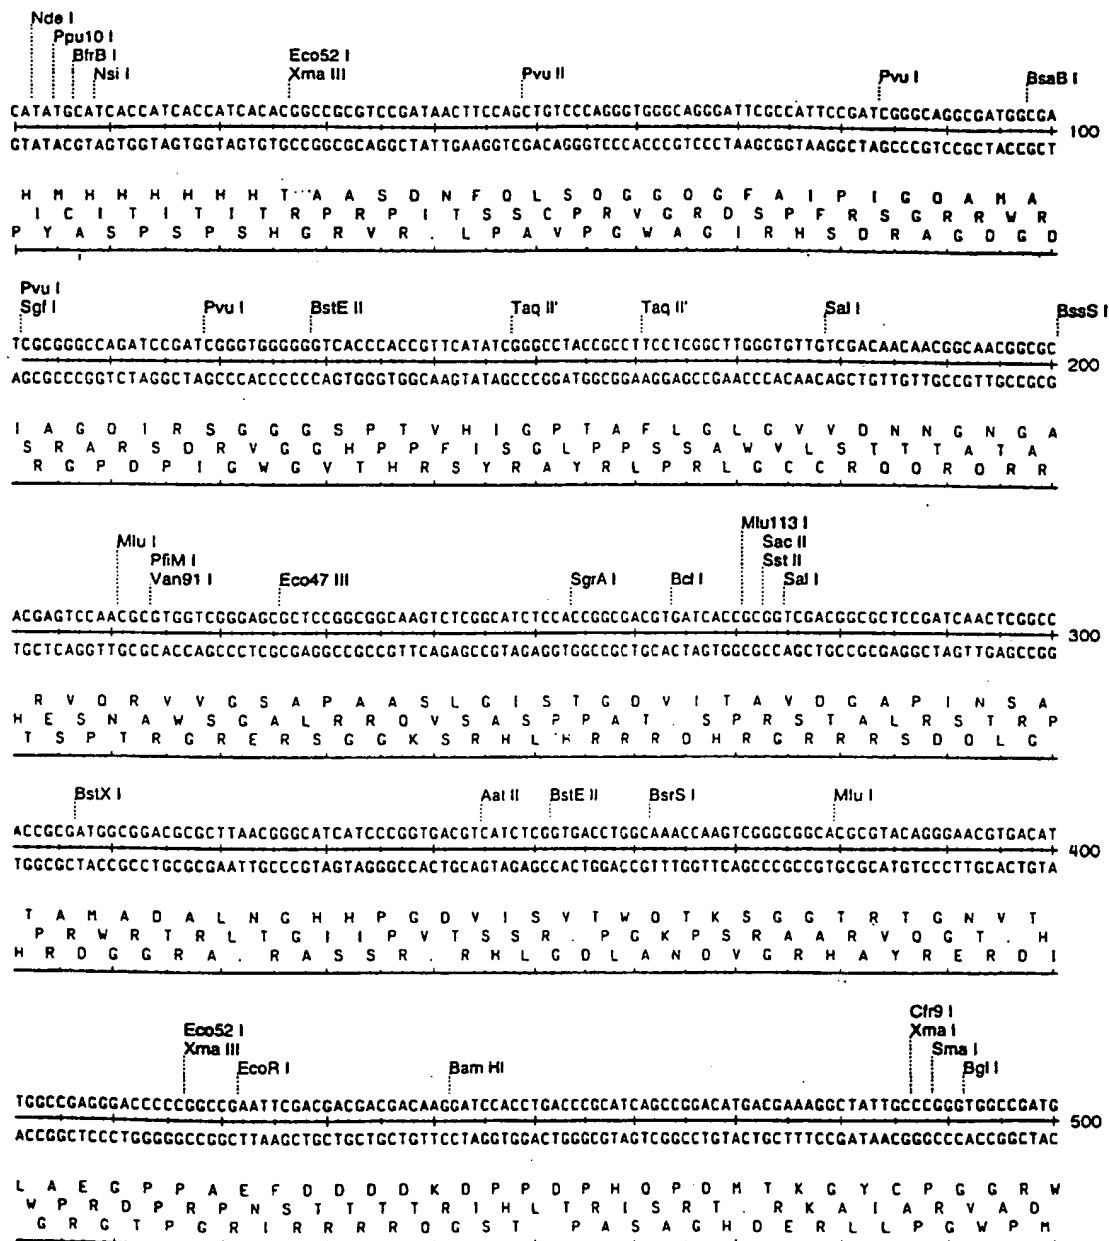 Nde I
Ppu10 I
BfrB I Eco52 I
Nsi I Xma III Pvu II Pvu I BsaB I
CATATGCATCACCATCACCATCACACGGCCGCGTCCGATAACTTCCAGCTGTCCCAGGGTGGGCAGGGATTCGCCATTCCGATCGGGCAGGCGATGGCGA
100
GTATACGTAGTGGTAGTGGTAGTGTGCCGGCGCAGGCTATTGAAGGTCGACAGGGTCCCACCCGTCCCTAAGCGGTAAGGCTAGCCCGTCCGCTACCGCT
H M H H H H H H T A A S D N F Q L S Q G G Q G F A I P I G Q A M A
I C I T I T I T R P R P I T S S C P R V G R D S P F R S G R R W R
P Y A S P S P S H G R V R . L P A V P G W A G I R H S D R A G D G D
Pvu I
Sgf I Pvu I BstE II Taq II' Taq II' Sal I BssS I
TCGCGGGCCAGATCCGATCGGGTGGGGGGTCACCCACCGTTCATATCGGGCCTACCGCCTTCCTCGGCTTGGGTGTTGTCGACAACAACGGCAACGGCGC
200
AGCGCCCGGTCTAGGCTAGCCCACCCCCCAGTGGGTGGCAAGTATAGCCCGGATGGCGGAAGGAGCCGAACCCACAACAGCTGTTGTTGCCGTTGCCGCG
I A G Q I R S G G G S P T V H I G P T A F L G L G V V D N N G N G A
S R A R S D R V G G H P P F I S G L P P S S A W V L S T T T A T A
R G P D P I G W G V T H R S Y R A Y R L P R L G C C R Q Q R Q R R
Mlu113 I
Mlu I Sac II
PflM I Sst II
Van91 I Eco47 III SgrA I Bcl I Sal I
ACGAGTCCAACGCGTGGTCGGGAGCGCTCCGGCGGCAAGTCTCGGCATCTCCACCGGCGACGTGATCACCGCGGTCGACGGCGCTCCGATCAACTCGGCC
300
TGCTCAGGTTGCGCACCAGCCCTCGCGAGGCCGCCGTTCAGAGCCGTAGAGGTGGCCGCTGCACTAGTGGCGCCAGCTGCCGCGAGGCTAGTTGAGCCGG
R V Q R V V G S A P A A S L G I S T G D V I T A V D G A P I N S A
H E S N A W S G A L R R Q V S A S P P A T . S P R S T A L R S T R P
T S P T R G R E R S G G K S R H L H R R R D H R G R R R S D Q L G
BstX I Aat II BstE II BsrS I Mlu I
ACCGCGATGGCGGACGCGCTTAACGGGCATCATCCCGGTGACGTCATCTCGGTGACCTGGCAAACCAAGTCGGGCGGCACGCGTACAGGGAACGTGACAT
400
TGGCGCTACCGCCTGCGCGAATTGCCCGTAGTAGGGCCACTGCAGTAGAGCCACTGGACCGTTTGGTTCAGCCCGCCGTGCGCATGTCCCTTGCACTGTA
T A M A D A L N G H H P G D V I S V T W Q T K S G G T R T G N V T
P R W R T R L T G I I P V T S S R . P G K P S R A A R V Q G T . H
H R D G G R A . R A S S R . R H L G D L A N Q V G R H A Y R E R D I
Cfr9 I
Eco52 I Xma I
Xma III Sma I
EcoR I Bam HI Bgl I
TGGCCGAGGGACCCCCGGCCGAATTCGACGACGACGACAAGGATCCACCTGACCCGCATCAGCCGGACATGACGAAAGGCTATTGCCCGGGTGGCCGATG
500
ACCGGCTCCCTGGGGGCCGGCTTAAGCTGCTGCTGCTGTTCCTAGGTGGACTGGGCGTAGTCGGCCTGTACTGCTTTCCGATAACGGGCCCACCGGCTAC
L A E G P P A E F D D D D K D P P D P H Q P D M T K G Y C P G G R W
W P R D P R P N S T T T T R I H L T R I S R T . R K A I A R V A D
G R G T P G R I R R R R Q G S T P A S A G H D E R L L P G W P M